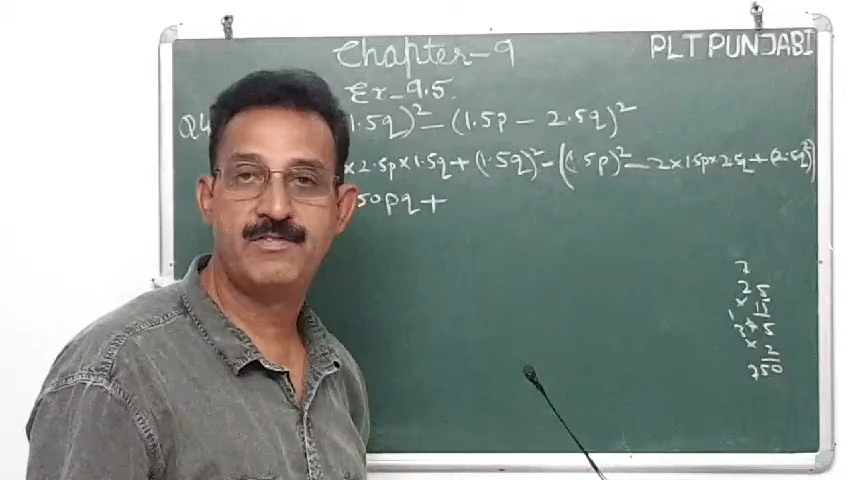 Chapter-9
PLT PUNJABI
Ex-9.5.
Q4 1.5q)² - (1.5p - 2.5q)²
× 2.5p × 1.5q + (1.5q)² - ((1.5p)² - 2 × 1.5p × 2.5q + (2.5q)²)
50pq +